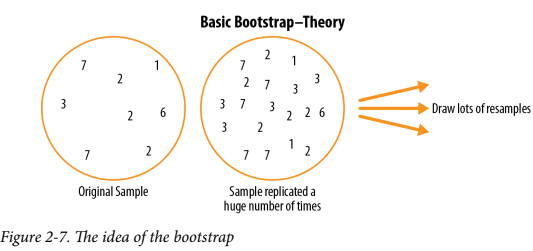 Basic Bootstrap–Theory
7 1
2
3
2 6
7 2
Original Sample
2
7 1
2 7 3
3
3 7 3
2 2 6
3 2
1
7 7 2
Sample replicated a
huge number of times
Draw lots of resamples
Figure 2-7. The idea of the bootstrap